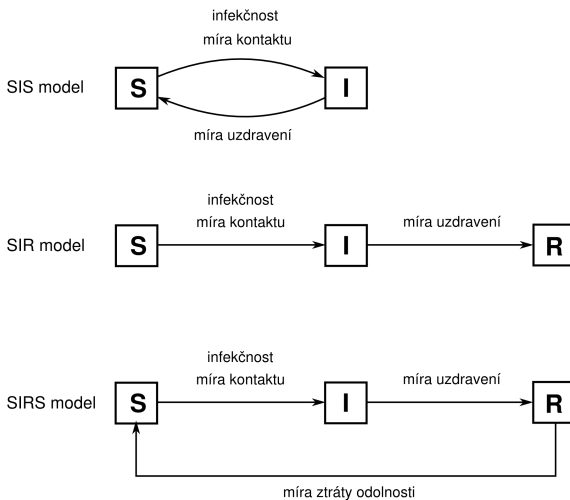 infekčnost
míra kontaktu
SIS model
S
I
míra uzdravení
infekčnost
míra kontaktu
míra uzdravení
SIR model
S
I
R
infekčnost
míra kontaktu
míra uzdravení
SIRS model
S
I
R
míra ztráty odolnosti